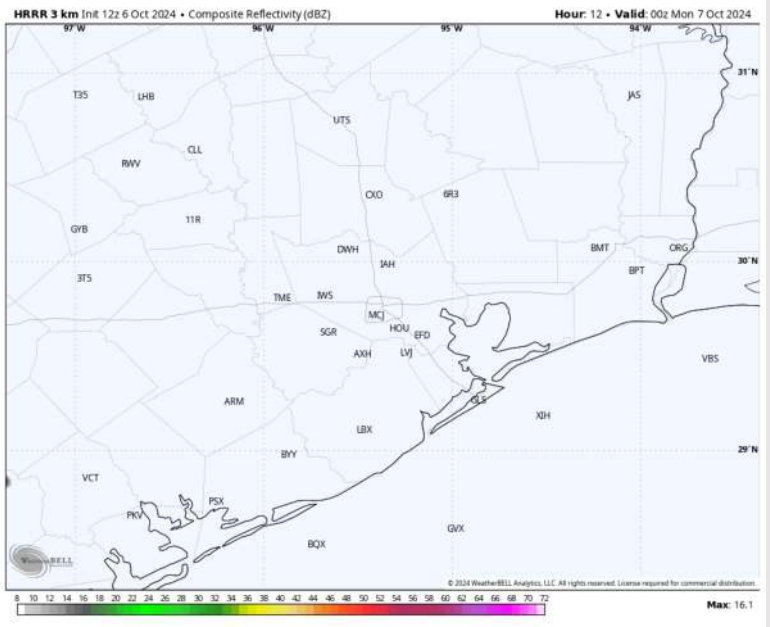 HRRR 3 km Init 12z 6 Oct 2024 • Composite Reflectivity (dBZ) Hour: 12 • Valid: 00z Mon 7 Oct 2024
97°W 96°W 95°W 94°W
31°N
T35 LHB JAS
UTS
CLL
RWV
CXO 6R3
11R
GYB
DWH BMT ORG
IAH 30°N
BPT
3T5
TME IWS
MCJ
SGR HOU EFD
AXH LVJ
VBS
ARM GLS
XIH
LBX
29°N
BYY
VCT
PSX
PKV
GVX
BQX
WEATHERBELL
© 2024 WeatherBELL Analytics, LLC. All rights reserved. License required for commercial distribution.
8 10 12 14 16 18 20 22 24 26 28 30 32 34 36 38 40 42 44 46 48 50 52 54 56 58 60 62 64 66 68 70 72
Max: 16.1